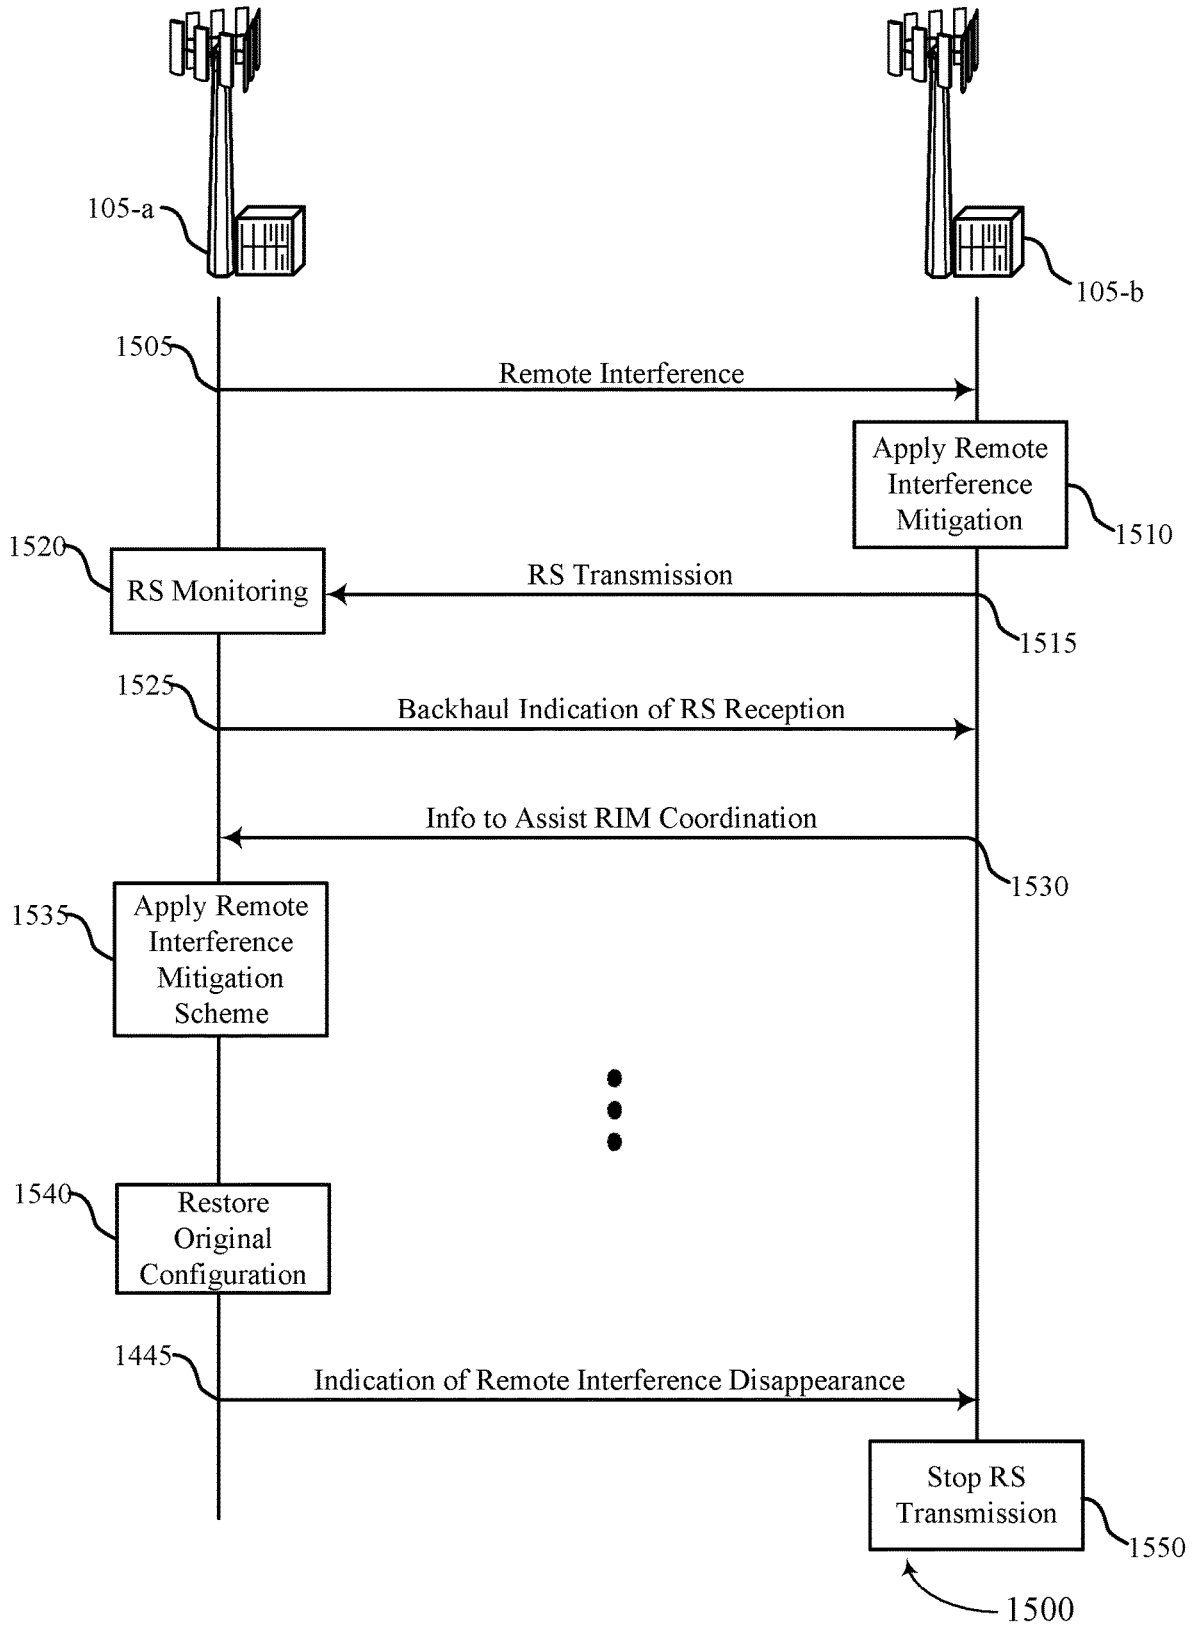 105-a
105-b
1505
Remote Interference
Apply Remote
Interference
Mitigation
1510
1520
RS Monitoring
RS Transmission
1515
1525
Backhaul Indication of RS Reception
Info to Assist RIM Coordination
1530
1535
Apply Remote
Interference
Mitigation
Scheme
1540
Restore
Original
Configuration
1445
Indication of Remote Interference Disappearance
Stop RS
Transmission
1550
1500